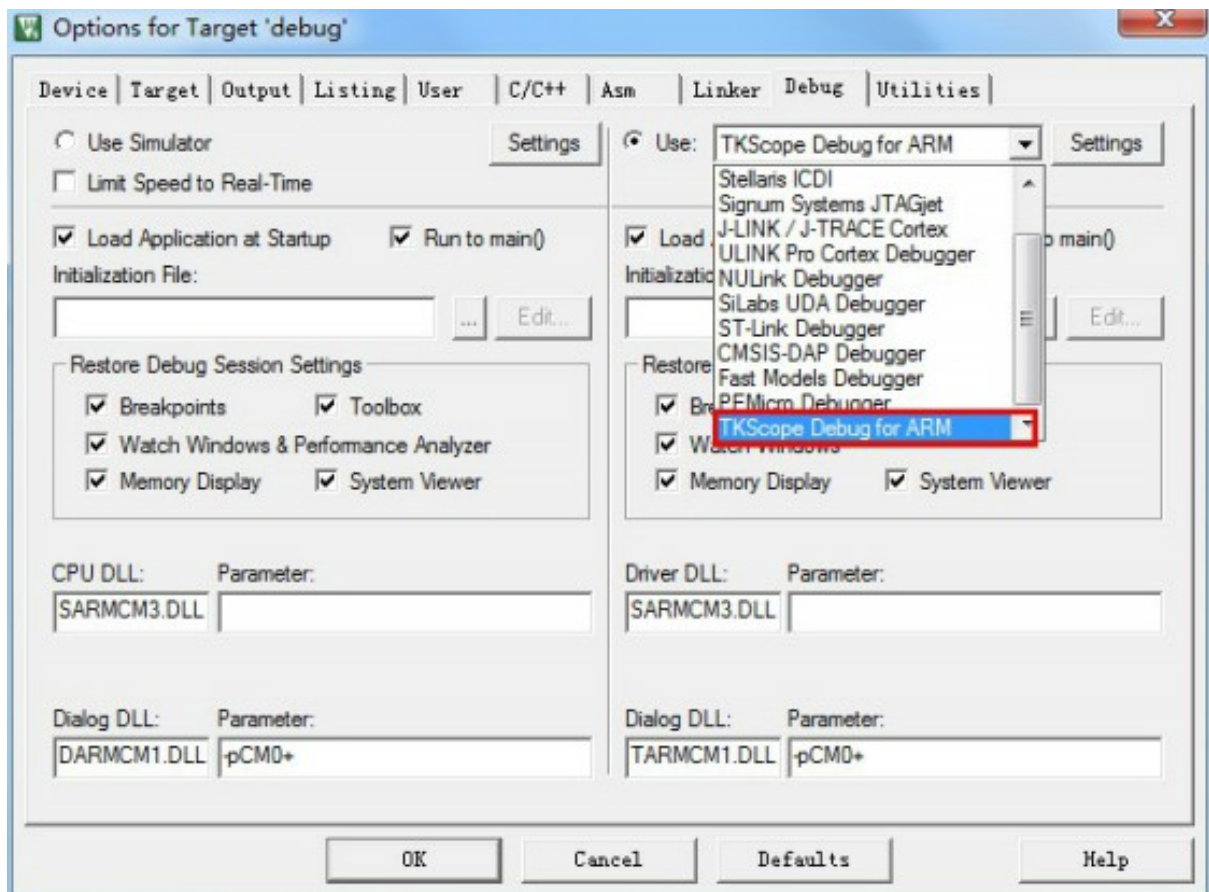 Options for Target 'debug'
Device Target Output Listing User C/C++ Asm Linker Debug Utilities
Use Simulator Settings
Limit Speed to Real-Time
Load Application at Startup Run to main()
Initialization File:
... Edit...
Restore Debug Session Settings
Breakpoints Toolbox
Watch Windows & Performance Analyzer
Memory Display System Viewer
CPU DLL: Parameter:
SARMCM3.DLL
Dialog DLL: Parameter:
DARMCM1.DLL -pCM0+
Use: TKScope Debug for ARM Settings
Stellaris ICDI
Signum Systems JTAGjet
J-LINK / J-TRACE Cortex
ULINK Pro Cortex Debugger
NULink Debugger
SiLabs UDA Debugger
ST-Link Debugger
CMSIS-DAP Debugger
Fast Models Debugger
PEMicro Debugger
TKScope Debug for ARM
Load main()
Edit...
Restore
Watch Windows
Memory Display System Viewer
Driver DLL: Parameter:
SARMCM3.DLL
Dialog DLL: Parameter:
TARMCM1.DLL -pCM0+
OK Cancel Defaults Help